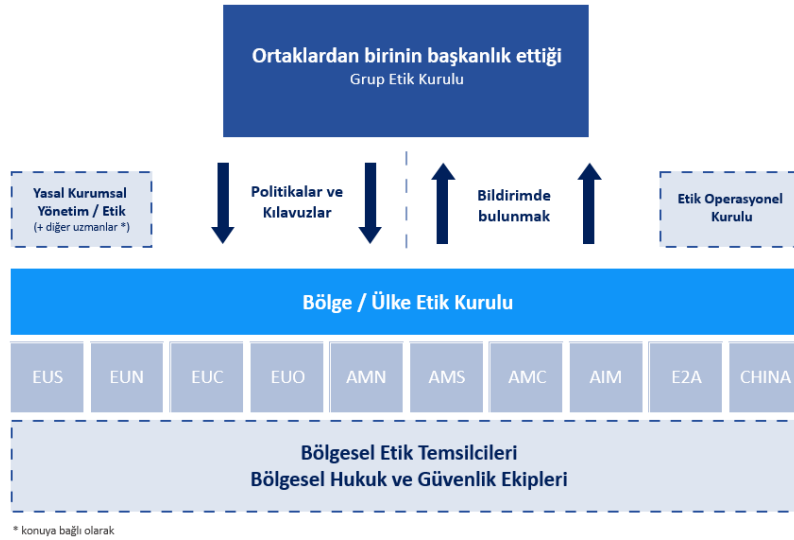 Ortaklardan birinin başkanlık ettiği
Grup Etik Kurulu
Yasal Kurumsal
Yönetim / Etik
(+ diğer uzmanlar *)
Politikalar ve
Kılavuzlar
Bildirimde
bulunmak
Etik Operasyonel
Kurulu
Bölge / Ülke Etik Kurulu
EUS EUN EUC EUO AMN AMS AMC AIM E2A CHINA
Bölgesel Etik Temsilcileri
Bölgesel Hukuk ve Güvenlik Ekipleri
* konuya bağlı olarak